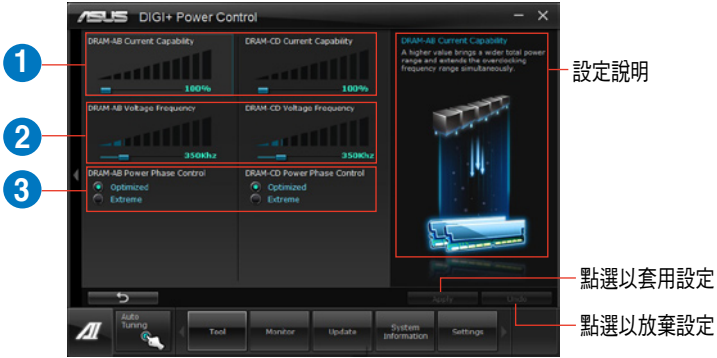 ASUS DIGI+ Power Control
DRAM-AB Current Capability
100%
DRAM-CD Current Capability
100%
DRAM-AB Voltage Frequency
350Khz
DRAM-CD Voltage Frequency
350Khz
DRAM-AB Power Phase Control
Optimized
Extreme
DRAM-CD Power Phase Control
Optimized
Extreme
DRAM-AB Current Capability
A higher value brings a wider total power
range and extends the overclocking
frequency range simultaneously.
1
2
3
設定說明
點選以套用設定
點選以放棄設定
Apply
Undo
AI
Auto
Tuning
Tool
Monitor
Update
System
Information
Settings